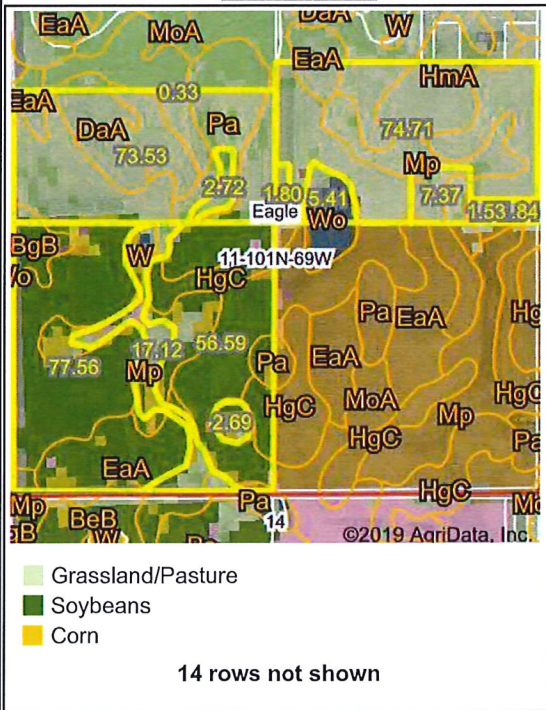 EaA MoA DaA W
EaA HmA
0.33
EaA DaA Pa 74.71
73.53 Mp
2.72 1.80 5.41 7.37
Eagle Wo 1.53 .84
BgB W 11-101N-69W
HgC
Pa EaA Hg
17.12 56.59 Pa EaA
77.56 Mp HgC
HgC MoA Mp
2.69 HgC Pa
EaA
HgC
Mp Pa
BeB 14
W
©2019 AgriData, Inc.
Grassland/Pasture
Soybeans
Corn
14 rows not shown